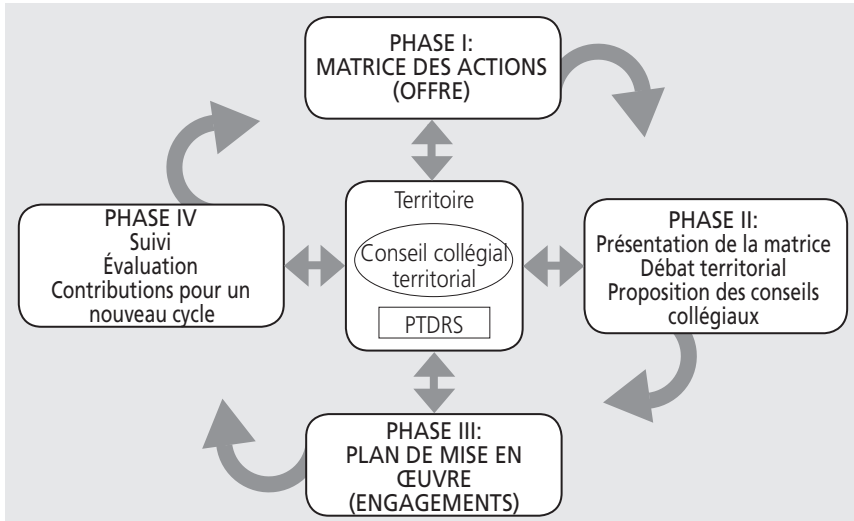 PHASE I:
MATRICE DES ACTIONS
(OFFRE)
PHASE IV
Suivi
Évaluation
Contributions pour un
nouveau cycle
Territoire
Conseil collégial
territorial
PTDRS
PHASE II:
Présentation de la matrice
Débat territorial
Proposition des conseils
collégiaux
PHASE III:
PLAN DE MISE EN
ŒUVRE
(ENGAGEMENTS)